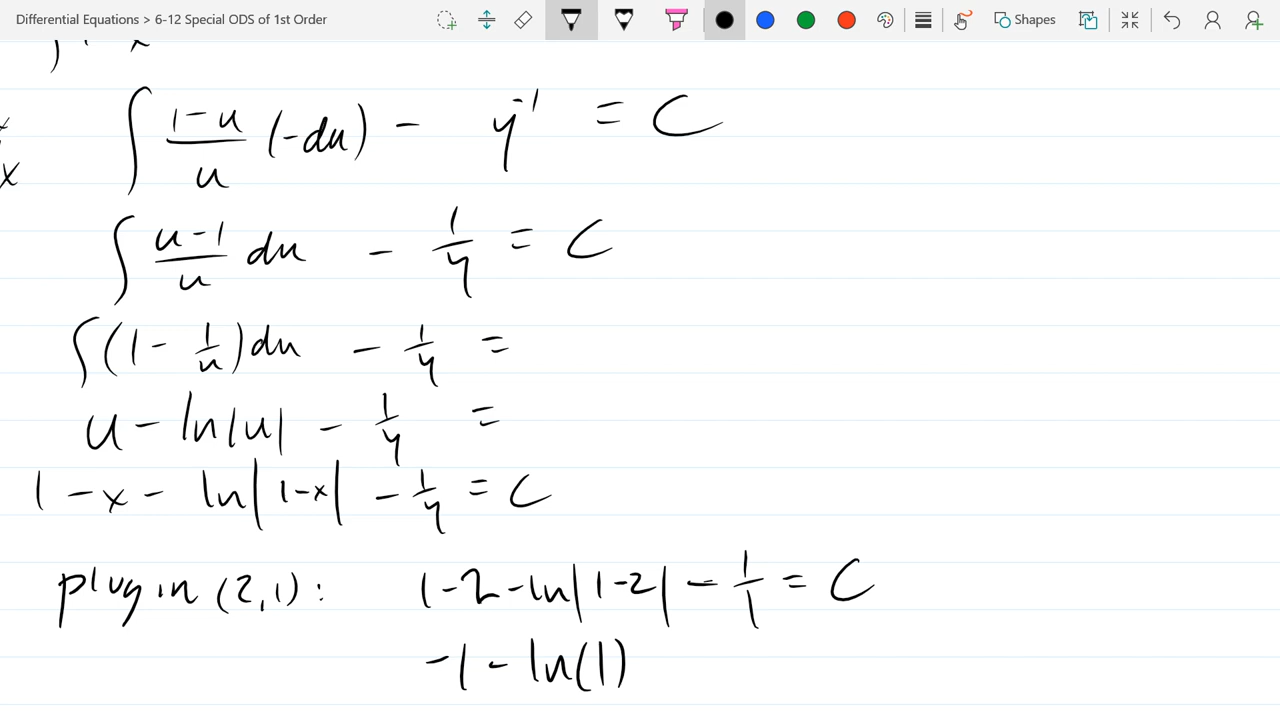 Differential Equations > 6-12 Special ODS of 1st Order
Shapes
x
∫ (1-u)/u (-du) - y⁻¹ = C
x
∫ (u-1)/u du - 1/y = C
∫(1 - 1/u)du - 1/y =
u - ln|u| - 1/y =
1 - x - ln|1-x| - 1/y = C
plug in (2,1): 1-2-ln|1-2| - 1/1 = C
-1 - ln(1)